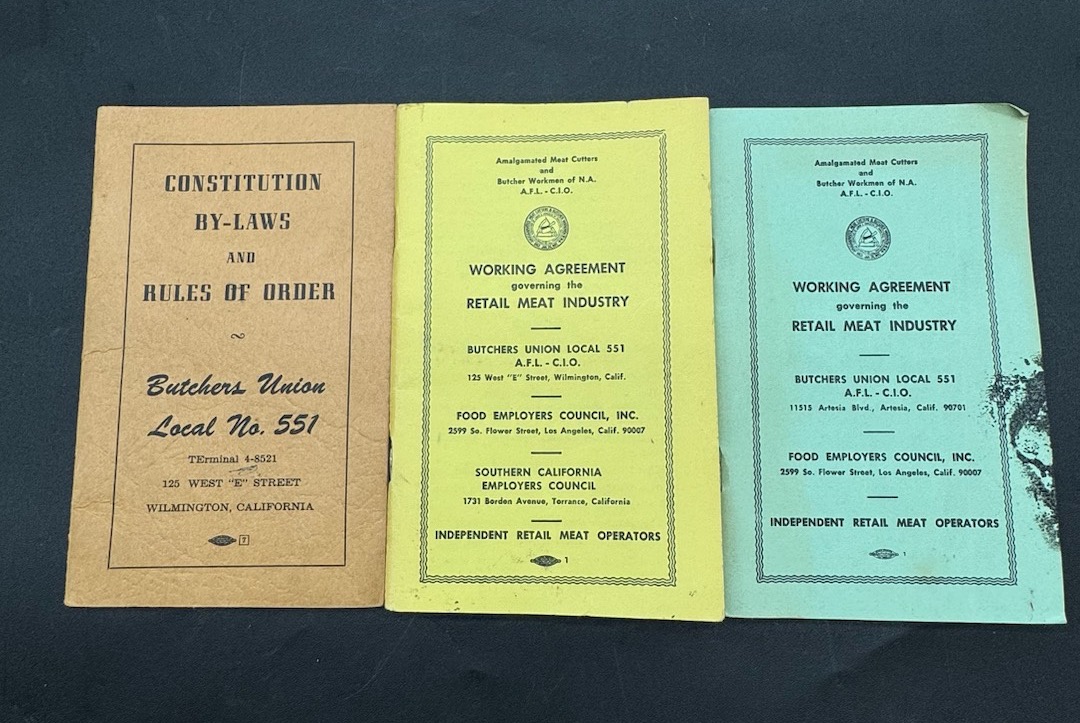 CONSTITUTION
BY-LAWS
AND
RULES OF ORDER
Butchers Union
Local No. 551
TErminal 4-8521
125 WEST "E" STREET
WILMINGTON, CALIFORNIA
7
Amalgamated Meat Cutters
and
Butcher Workmen of N.A.
A.F.L. - C.I.O.
WORKING AGREEMENT
governing the
RETAIL MEAT INDUSTRY
BUTCHERS UNION LOCAL 551
A.F.L. - C.I.O.
125 West "E" Street, Wilmington, Calif.
FOOD EMPLOYERS COUNCIL, INC.
2599 So. Flower Street, Los Angeles, Calif. 90007
SOUTHERN CALIFORNIA
EMPLOYERS COUNCIL
1731 Borden Avenue, Torrance, California
INDEPENDENT RETAIL MEAT OPERATORS
1
Amalgamated Meat Cutters
and
Butcher Workmen of N.A.
A.F.L. - C.I.O.
WORKING AGREEMENT
governing the
RETAIL MEAT INDUSTRY
BUTCHERS UNION LOCAL 551
A.F.L. - C.I.O.
11515 Artesia Blvd., Artesia, Calif. 90701
FOOD EMPLOYERS COUNCIL, INC.
2599 So. Flower Street, Los Angeles, Calif. 90007
INDEPENDENT RETAIL MEAT OPERATORS
1